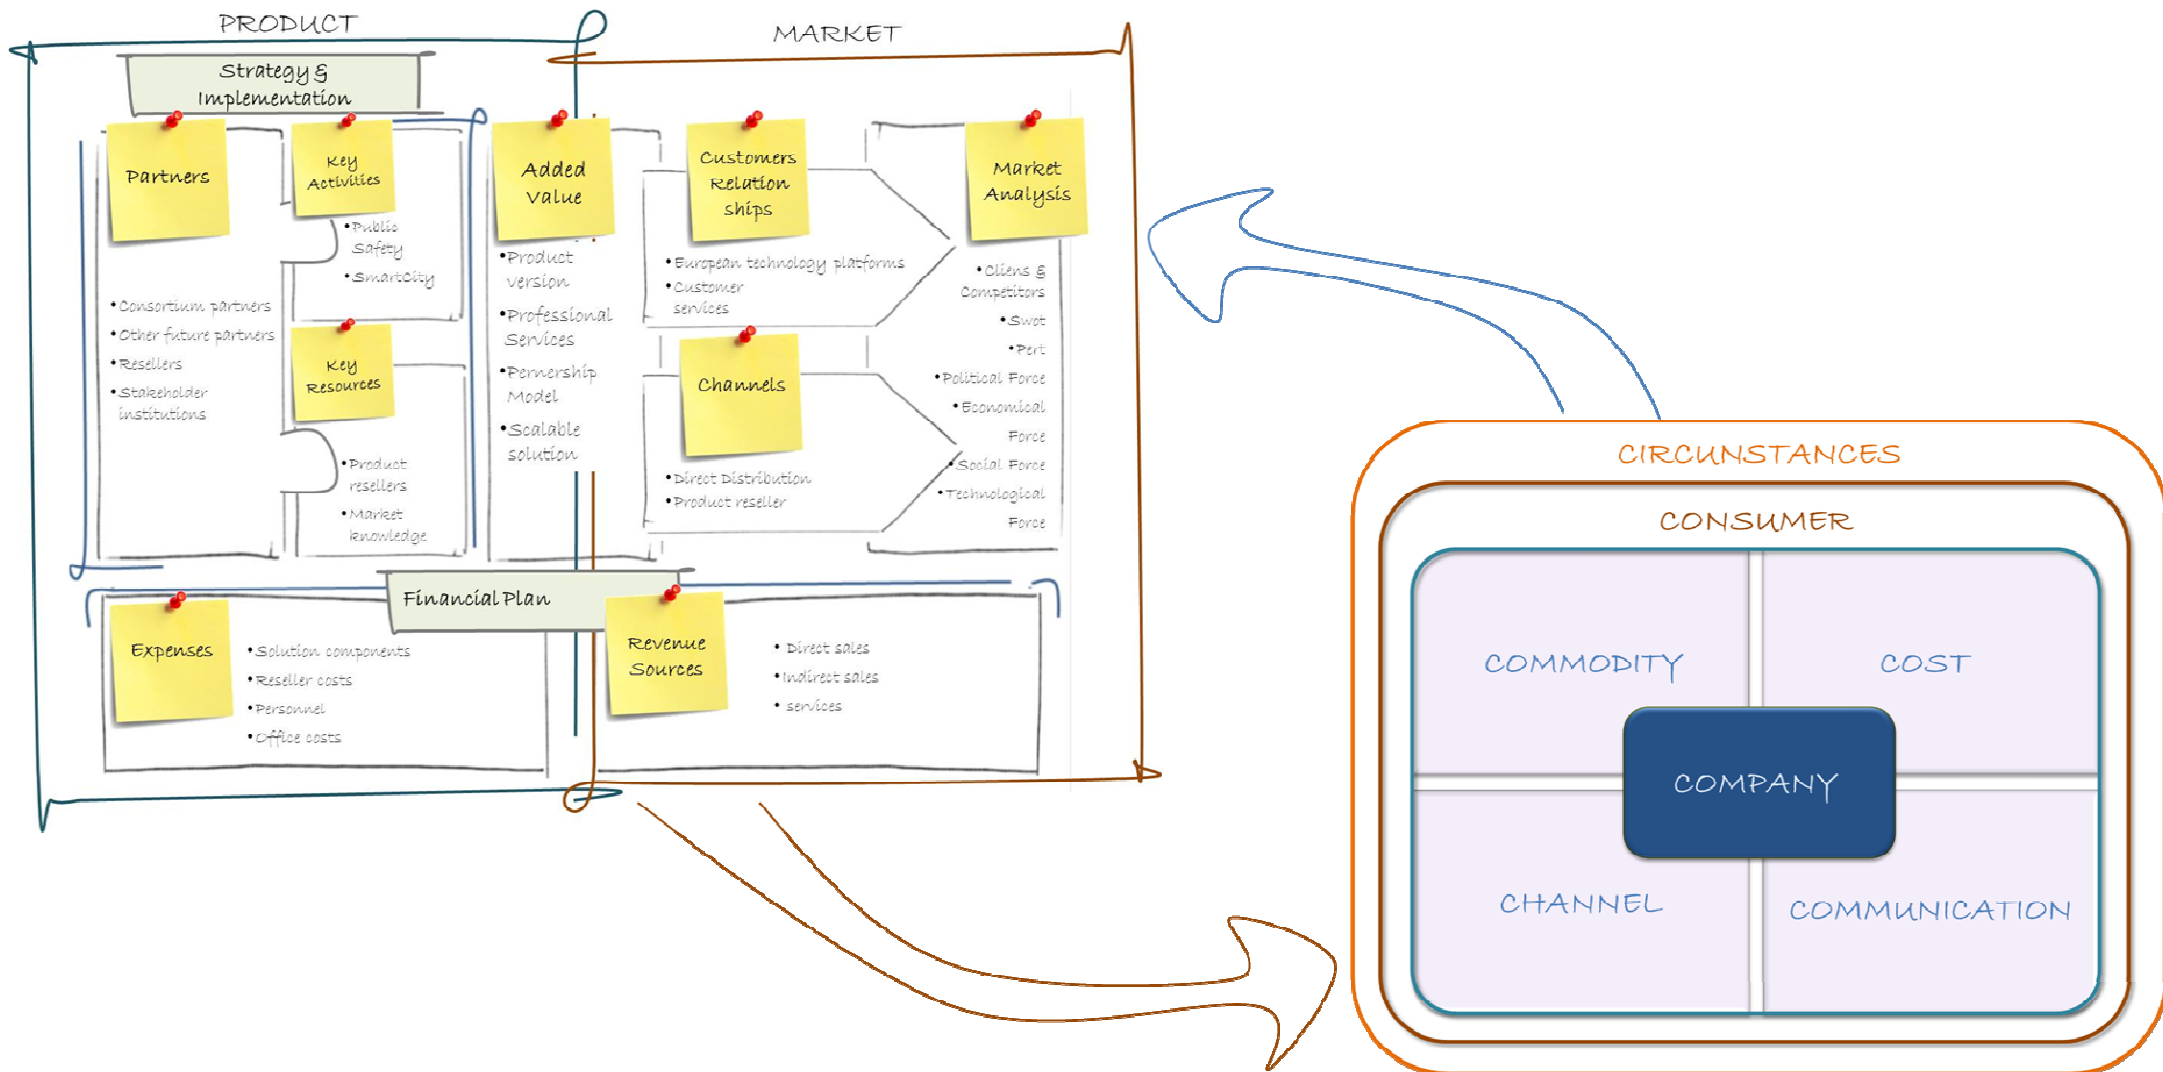 PRODUCT
MARKET
Strategy &
Implementation
Partners
• Consortium partners
• Other future partners
• Resellers
• Stakeholder
institutions
Key
Activities
• Public
Safety
• SmartCity
Key
Resources
• Product
resellers
• Market
knowledge
Added
Value
• Product
version
• Professional
Services
• Pernership
Model
• Scalable
solution
Customers
Relation
ships
• European technology platforms
• Customer
services
Channels
• Direct Distribution
• Product reseller
Market
Analysis
• Cliens &
Competitors
• Swot
• Pert
• Political Force
• Economical
Force
• Social Force
• Technological
Force
Financial Plan
Expenses
• Solution components
• Reseller costs
• Personnel
• Office costs
Revenue
Sources
• Direct sales
• Indirect sales
• services
CIRCUNSTANCES
CONSUMER
COMMODITY
COST
COMPANY
CHANNEL
COMMUNICATION